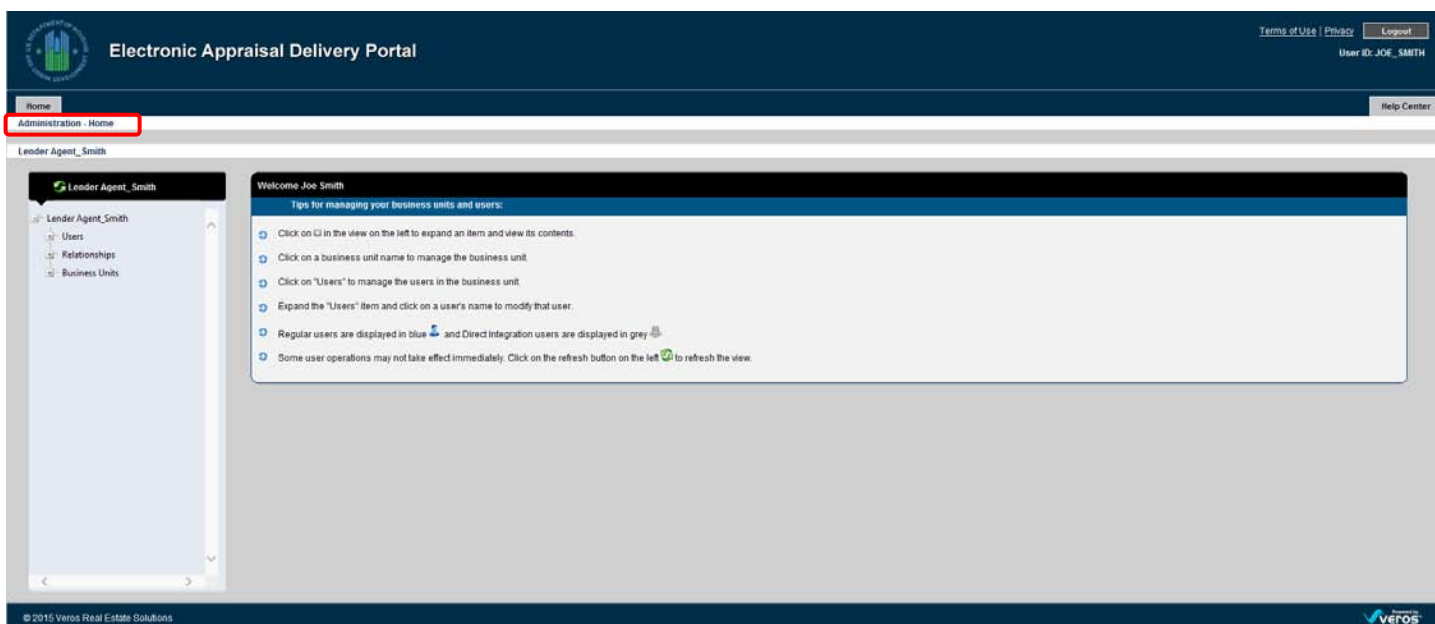 Terms of Use | Privacy Logout
Electronic Appraisal Delivery Portal
User ID: JOE_SMITH
Home Help Center
Administration - Home
Lender Agent_Smith
Lender Agent_Smith
Welcome Joe Smith
Tips for managing your business units and users:
Lender Agent_Smith
Users
Relationships
Business Units
Click on in the view on the left to expand an item and view its contents.
Click on a business unit name to manage the business unit
Click on "Users" to manage the users in the business unit
Expand the "Users" item and click on a user's name to modify that user.
Regular users are displayed in blue and Direct Integration users are displayed in grey
Some user operations may not take effect immediately. Click on the refresh button on the left to refresh the view.
© 2015 Veros Real Estate Solutions
Powered by
veros